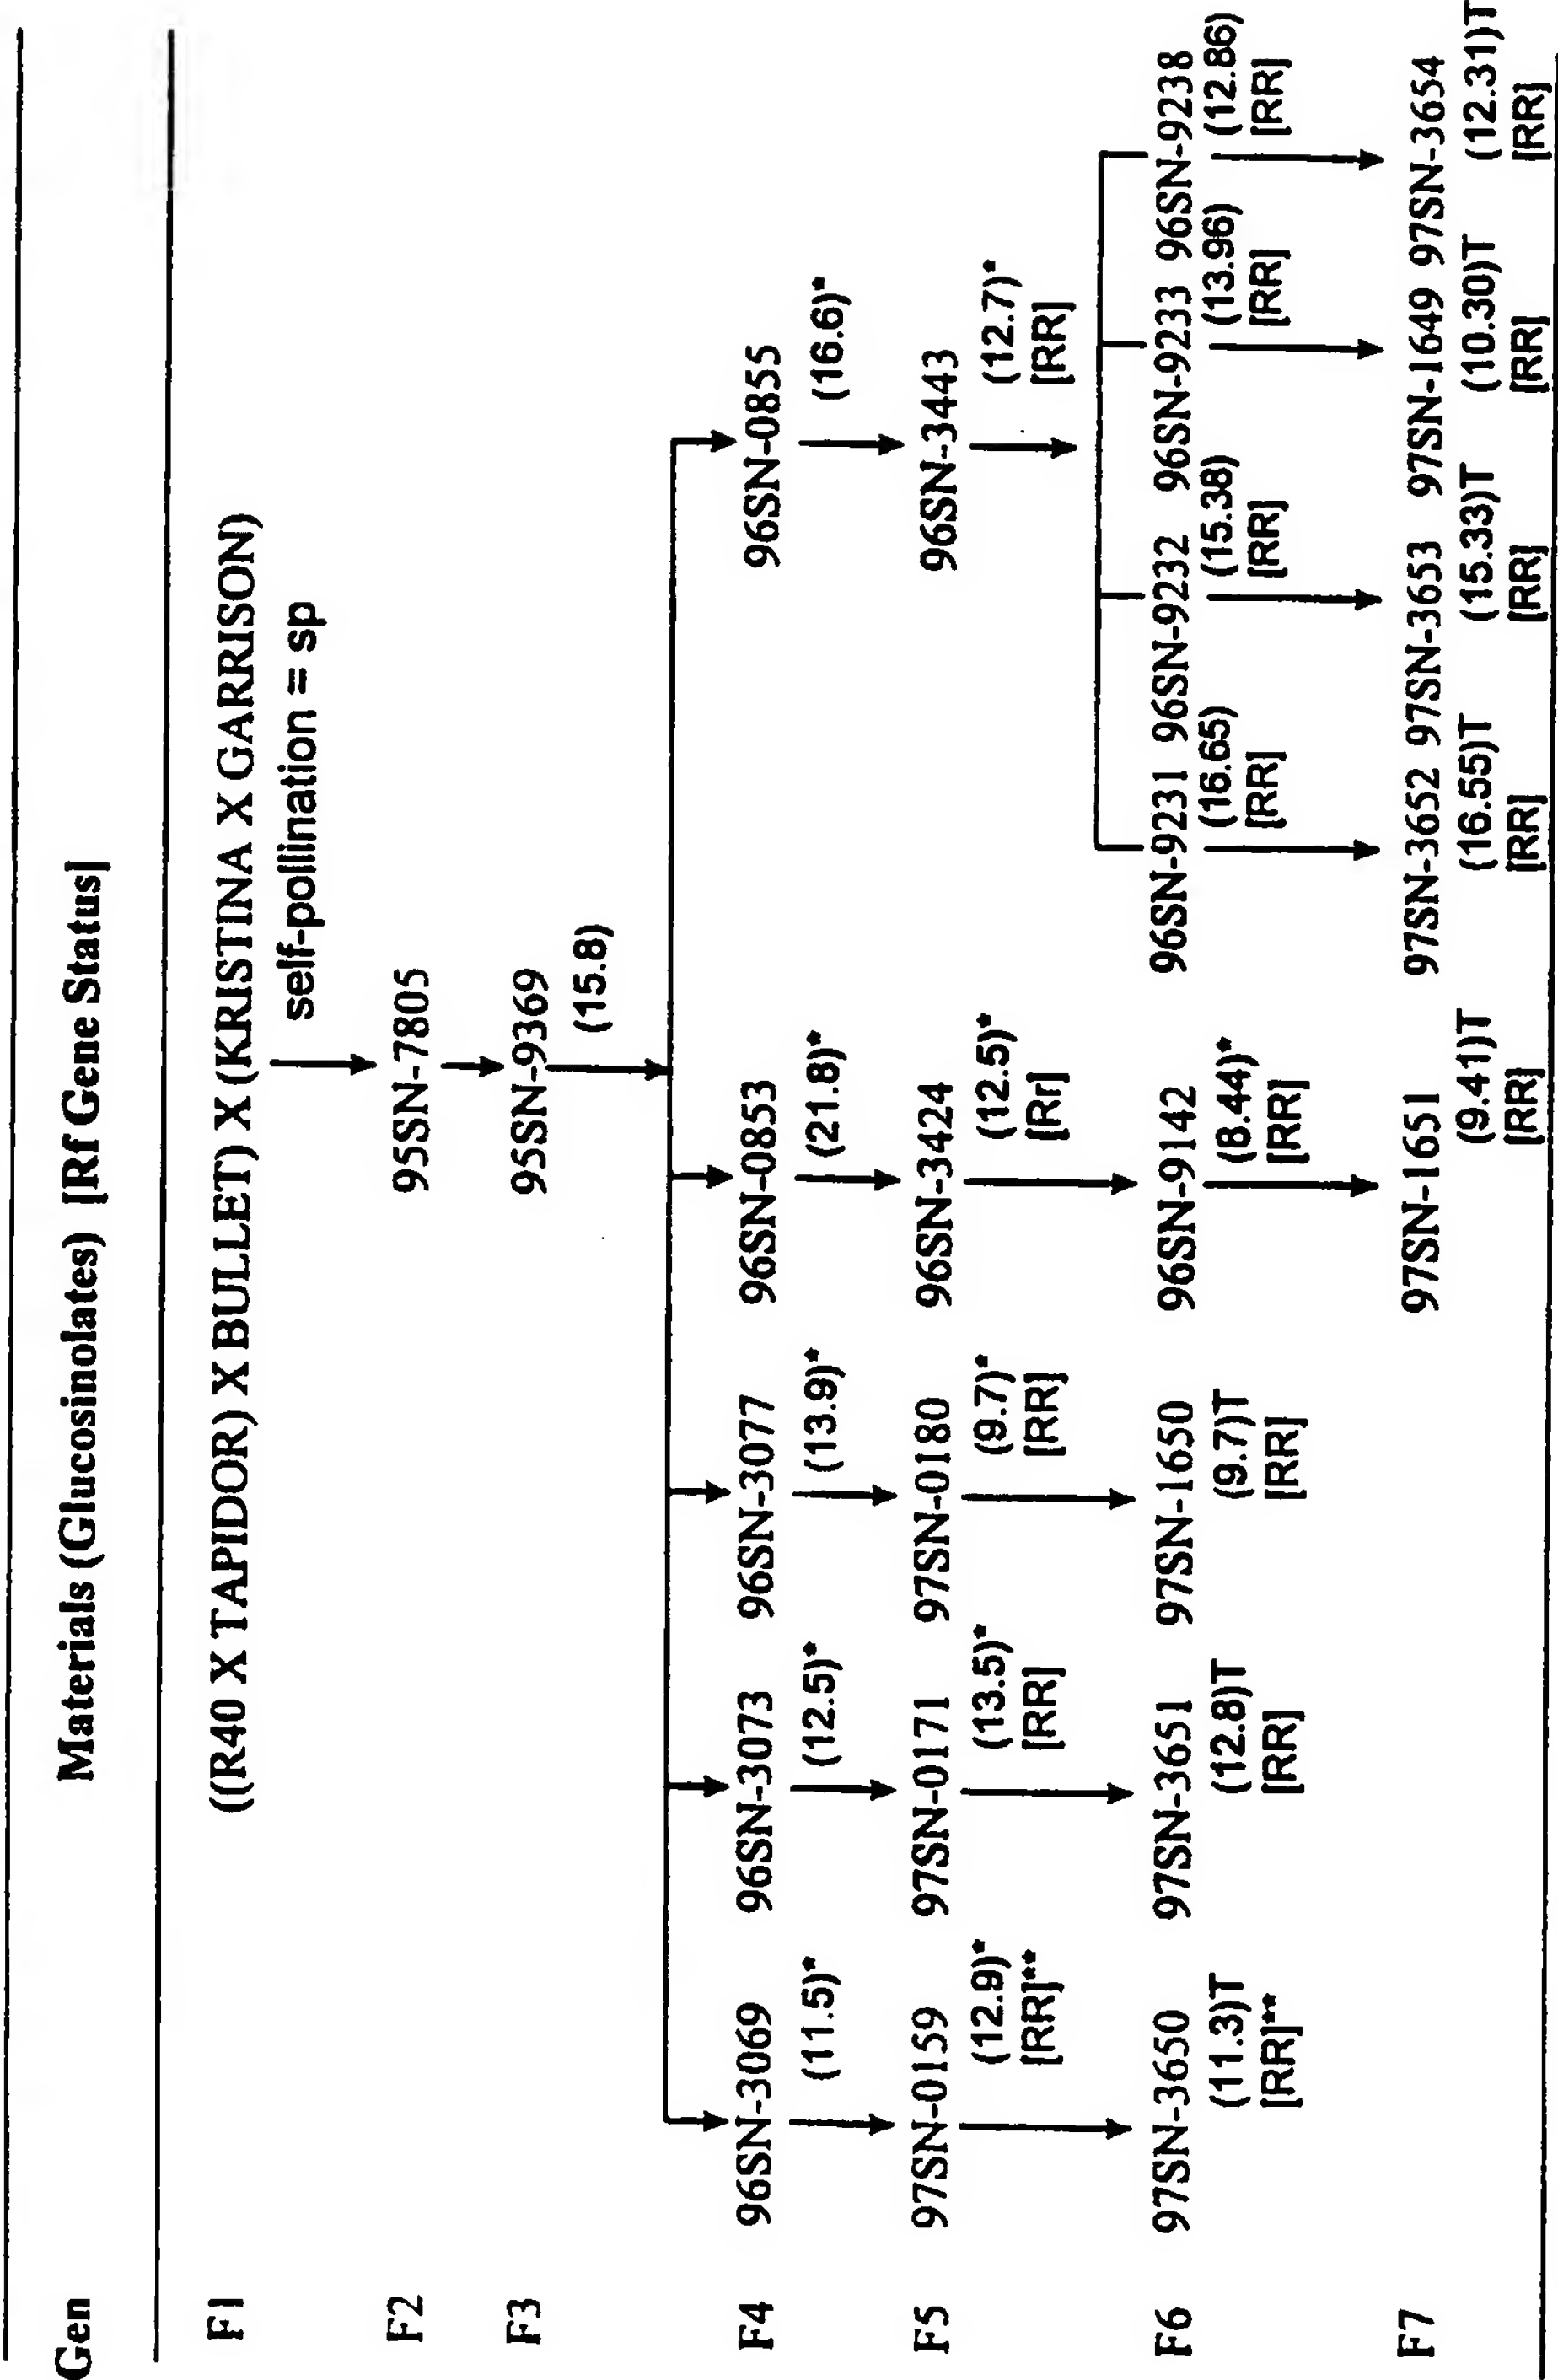 Gen Materials (Glucosinolates) [Rf Gene Status]
F1 ((R40 X TAPIDOR) X BULLET) X (KRISTINA X GARRISON)
self-pollination = sp
F2 95SN-7805
F3 95SN-9369
(15.8)
F4 96SN-3069 96SN-3073 96SN-3077 96SN-0853 96SN-0855
(11.5)* (12.5)* (13.9)* (21.8)* (16.6)*
F5 97SN-0159 97SN-0171 97SN-0180 96SN-3424 96SN-3443
(12.9)* (13.5)* (9.7)* (12.5)* (12.7)*
[RR]** [RR] [RR] [Rr] [RR]
F6 97SN-3650 97SN-3651 97SN-1650 96SN-9142 96SN-9231 96SN-9232 96SN-9233 96SN-9238
(11.3)T (12.8)T (9.7)T (8.44)* (16.65) (15.38) (13.96) (12.86)
[RR]** [RR] [RR] [RR] [RR] [RR] [RR] [RR]
F7 97SN-1651 97SN-3652 97SN-3653 97SN-1649 97SN-3654
(9.41)T (16.55)T (15.33)T (10.30)T (12.31)T
[RR] [RR] [RR] [RR] [RR]